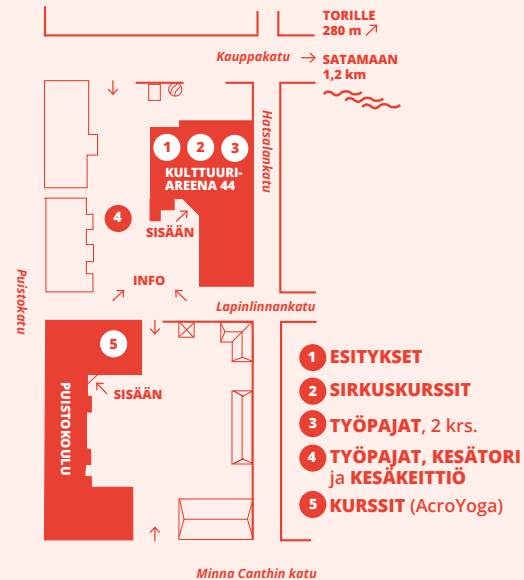 TORILLE
280 m
Kauppakatu
SATAMAAN
1,2 km
Hatsalankatu
1 2 3
KULTTUURI-
AREENA 44
4
SISÄÄN
INFO
Puistokatu
Lapinlinnankatu
5
SISÄÄN
PUISTOKOULU
1 ESITYKSET
2 SIRKUSKURSSIT
3 TYÖPAJAT, 2 krs.
4 TYÖPAJAT, KESÄTORI
ja KESÄKEITTIÖ
5 KURSSIT (AcroYoga)
Minna Canthin katu